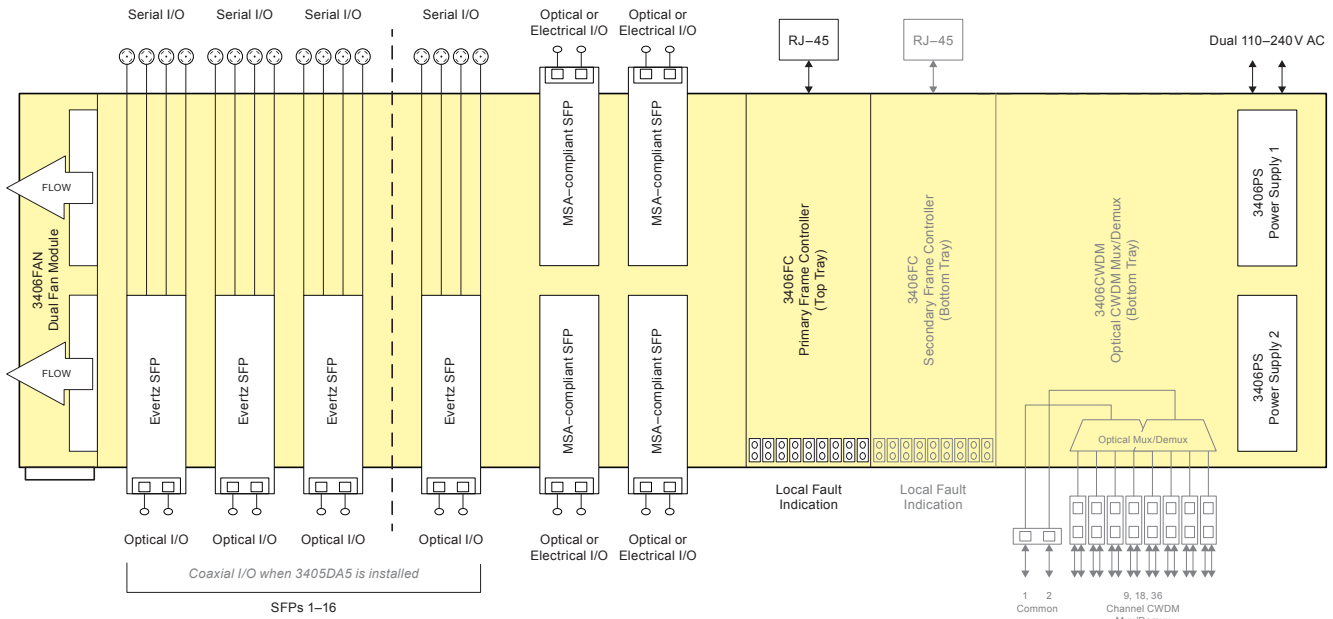 Serial I/O
Serial I/O
Serial I/O
Serial I/O
Optical or
Electrical I/O
Optical or
Electrical I/O
RJ–45
RJ–45
Dual 110–240V AC
FLOW
FLOW
3406FAN
Dual Fan Module
Evertz SFP
Evertz SFP
Evertz SFP
Evertz SFP
MSA–compliant SFP
MSA–compliant SFP
MSA–compliant SFP
MSA–compliant SFP
3406FC
Primary Frame Controller
(Top Tray)
3406FC
Secondary Frame Controller
(Bottom Tray)
3406CWDM
Optical CWDM Mux/Demux
(Bottom Tray)
3406PS
Power Supply 1
3406PS
Power Supply 2
Optical Mux/Demux
Local Fault
Indication
Local Fault
Indication
Optical I/O
Optical I/O
Optical I/O
Optical I/O
Optical or
Electrical I/O
Optical or
Electrical I/O
Coaxial I/O when 3405DA5 is installed
SFPs 1–16
1
2
Common
9, 18, 36
Channel CWDM
Mux/Demux